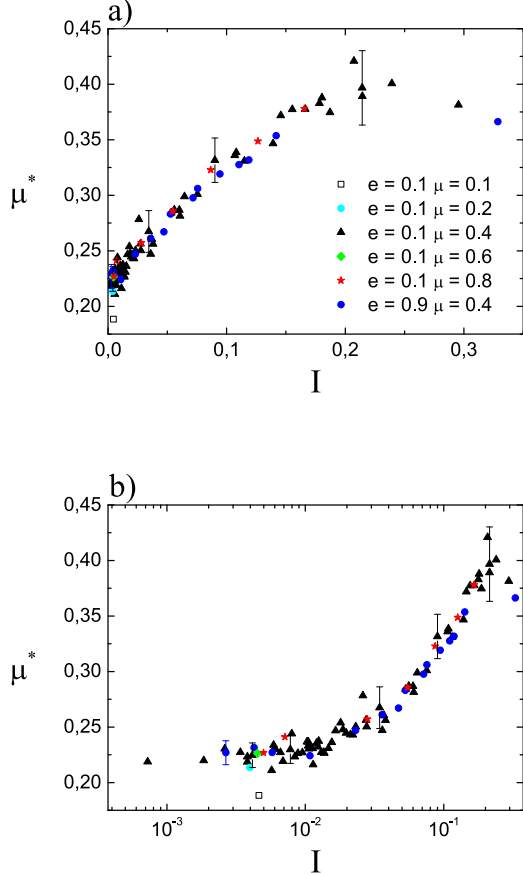 a)
0,45
0,40
0,35
μ*
0,30
0,25
0,20
e = 0.1 μ = 0.1
e = 0.1 μ = 0.2
e = 0.1 μ = 0.4
e = 0.1 μ = 0.6
e = 0.1 μ = 0.8
e = 0.9 μ = 0.4
0,0 0,1 0,2 0,3
I
b)
0,45
0,40
0,35
μ*
0,30
0,25
0,20
10⁻³ 10⁻² 10⁻¹
I